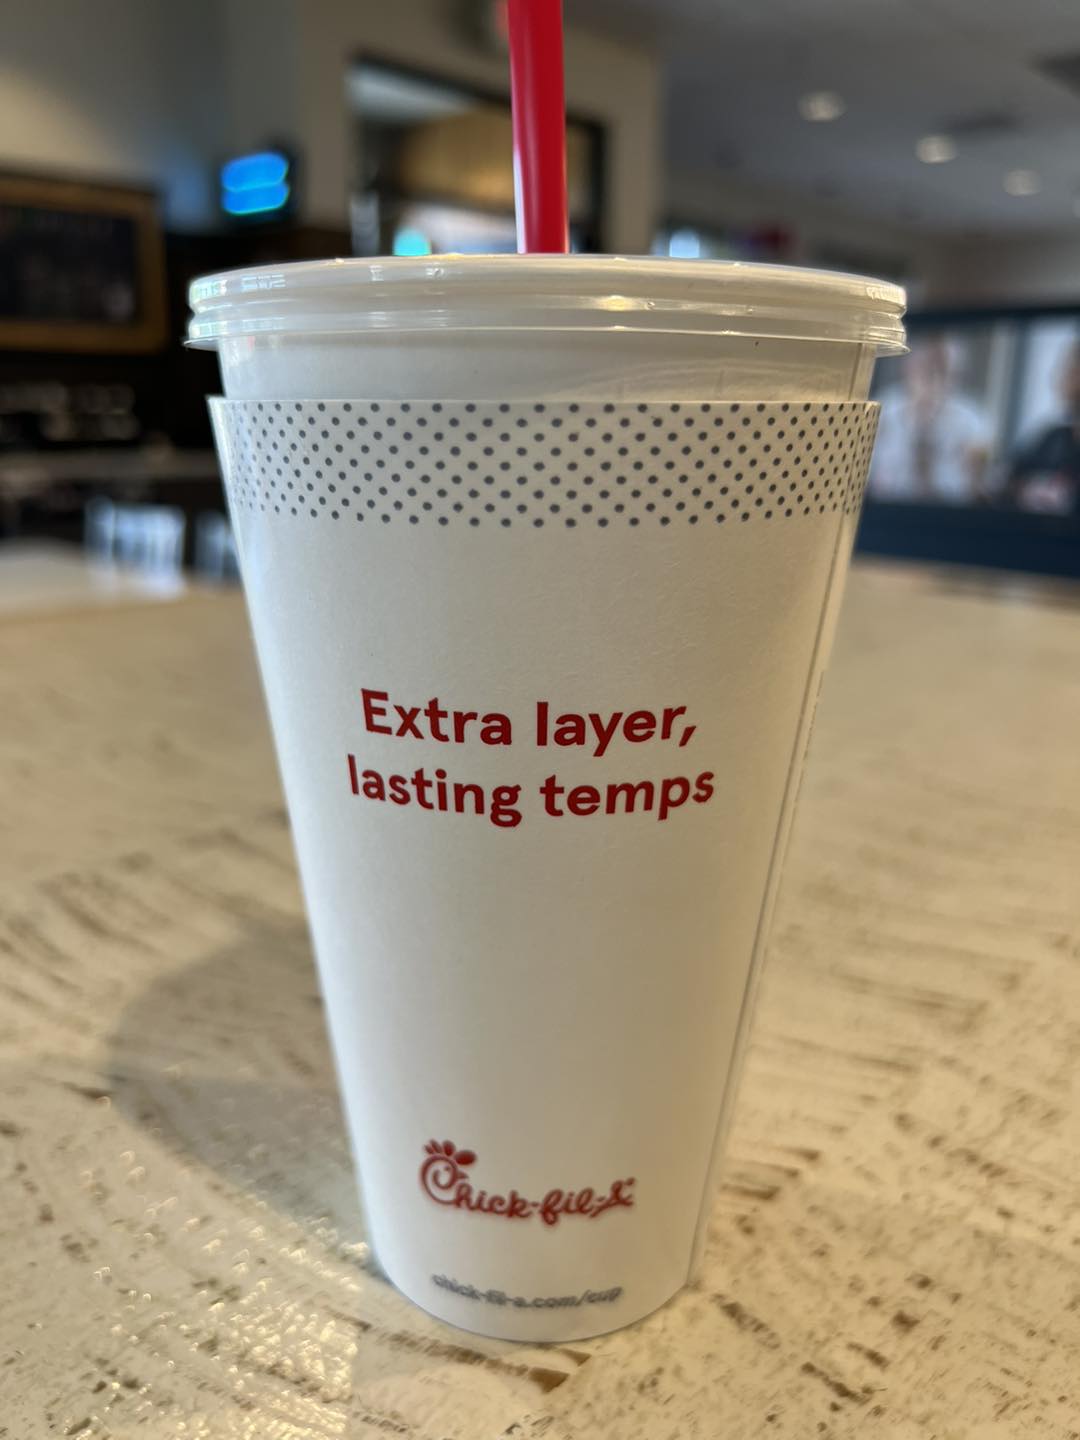 Extra layer,
lasting temps
Chick-fil-A
chick-fil-a.com/cup